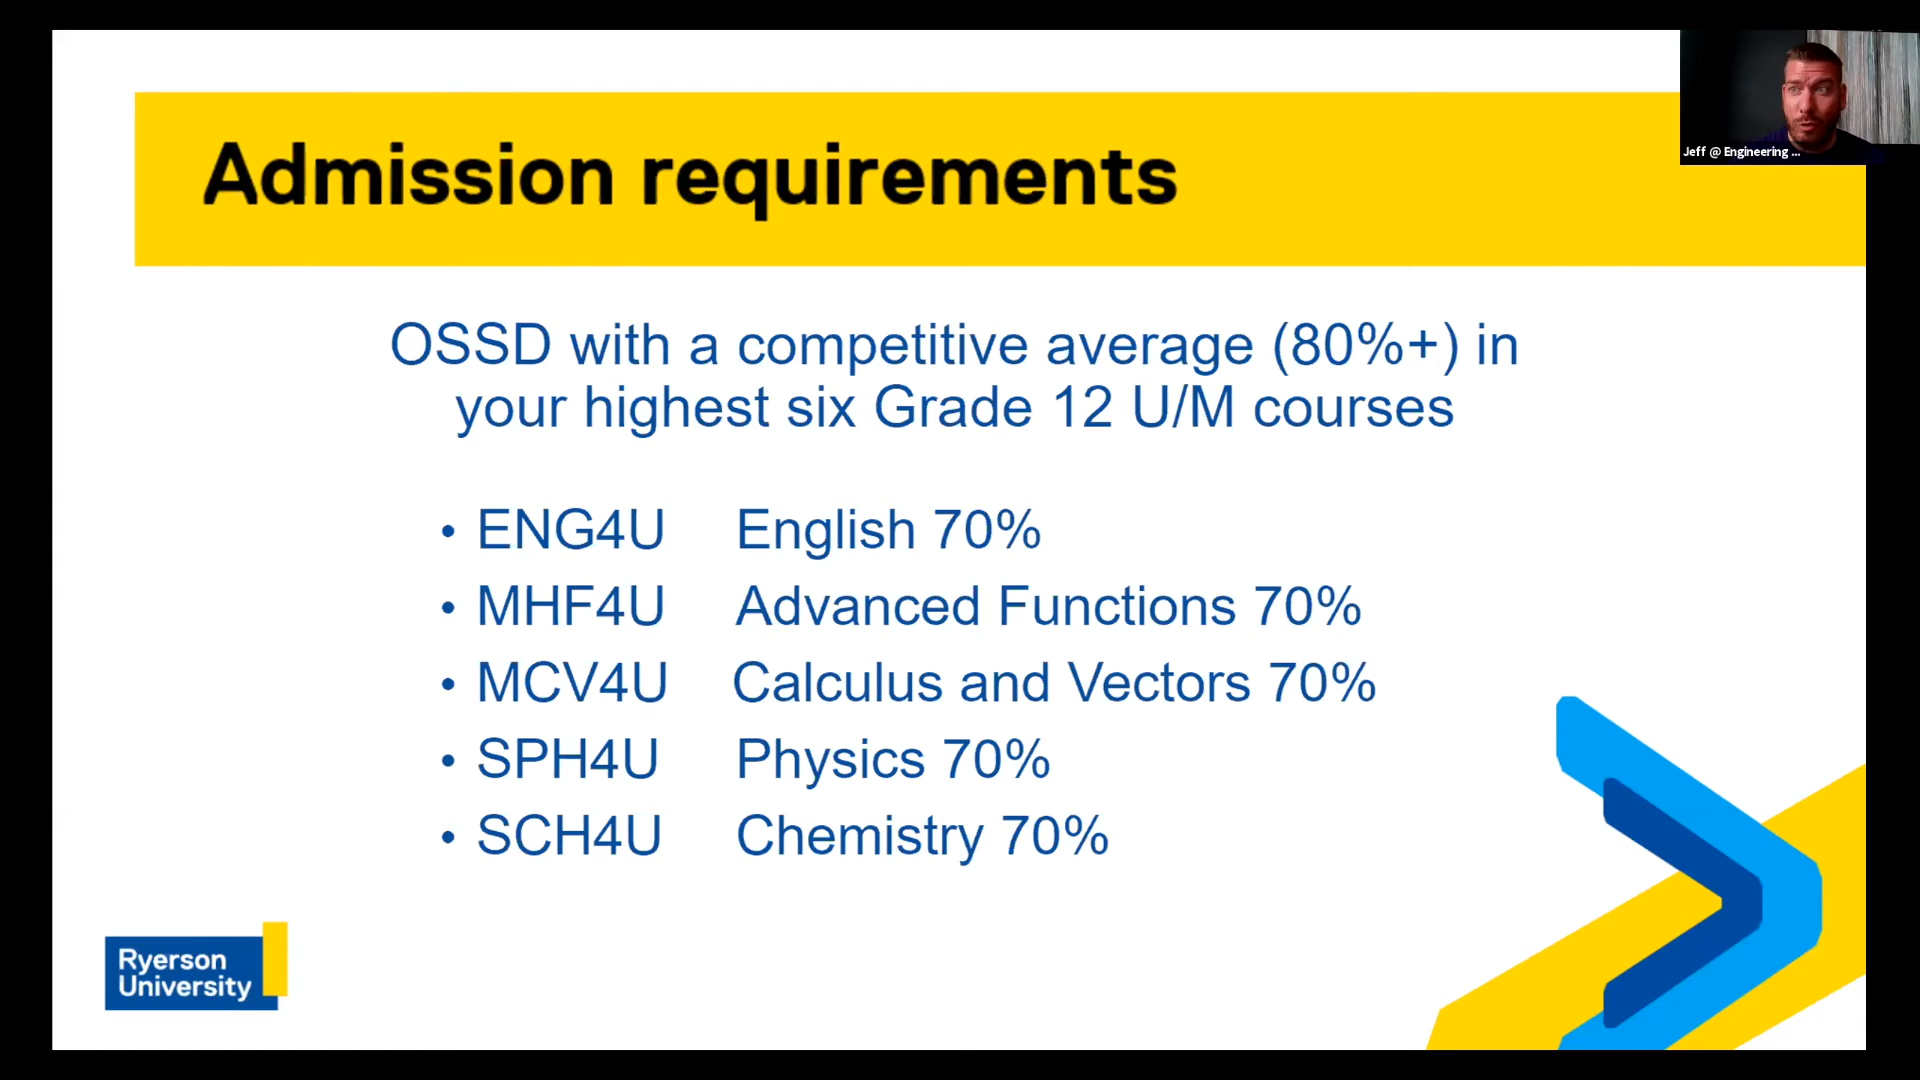 Admission requirements
Jeff @ Engineering ...
OSSD with a competitive average (80%+) in
your highest six Grade 12 U/M courses
• ENG4U English 70%
• MHF4U Advanced Functions 70%
• MCV4U Calculus and Vectors 70%
• SPH4U Physics 70%
• SCH4U Chemistry 70%
Ryerson
University